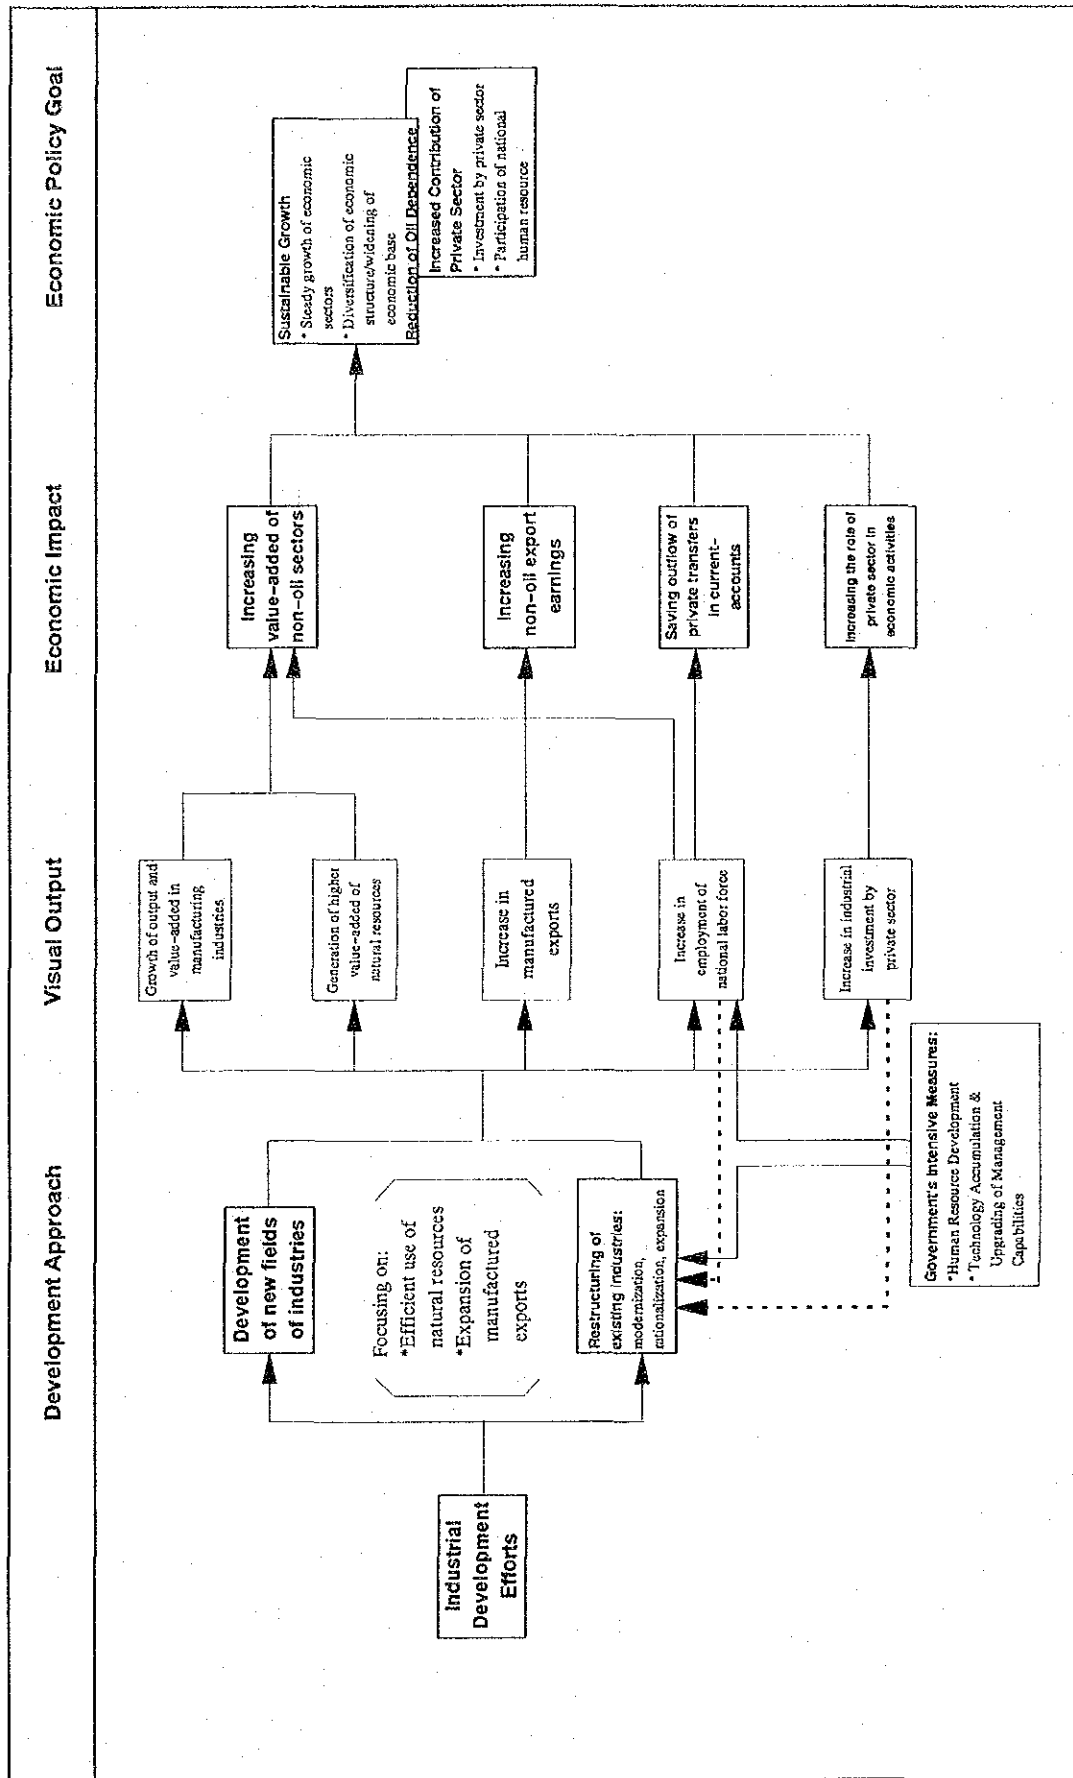 Development Approach
Visual Output
Economic Impact
Economic Policy Goal
Industrial
Development
Efforts
Development
of new fields
of industries
Focusing on:
*Efficient use of
natural resources
*Expansion of
manufactured
exports
Restructuring of
existing industries:
modernization,
rationalization, expansion
Government's Intensive Measures:
*Human Resource Development
* Technology Accumulation &
Upgrading of Management
Capabilities
Growth of output and
value-added in
manufacturing
industries
Generation of higher
value-added of
natural resources
Increase in
manufactured
exports
Increase in
employment of
national labor force
Increase in industrial
investment by
private sector
Increasing
value-added of
non-oil sectors
Increasing
non-oil export
earnings
Saving outflow of
private transfers
in current-
accounts
Increasing the role of
private sector in
economic activities
Sustainable Growth
* Steady growth of economic
sectors
* Diversification of economic
structure/widening of
economic base
Reduction of Oil Dependence
Increased Contribution of
Private Sector
* Investment by private sector
* Participation of national
human resource